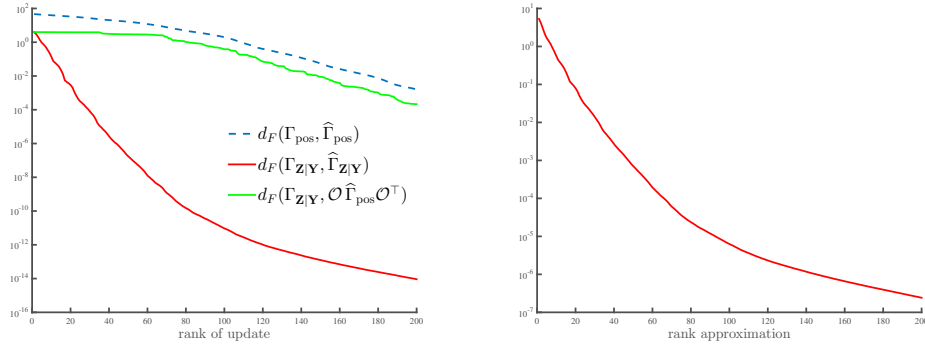 10^2
10^0
10^-2
10^-4
10^-6
10^-8
10^-10
10^-12
10^-14
10^-16
0 20 40 60 80 100 120 140 160 180 200
rank of update
d_F(Γ_pos, Γ̂_pos)
d_F(Γ_Z|Y, Γ̂_Z|Y)
d_F(Γ_Z|Y, O Γ̂_pos O^⊤)
10^1
10^0
10^-1
10^-2
10^-3
10^-4
10^-5
10^-6
10^-7
0 20 40 60 80 100 120 140 160 180 200
rank approximation